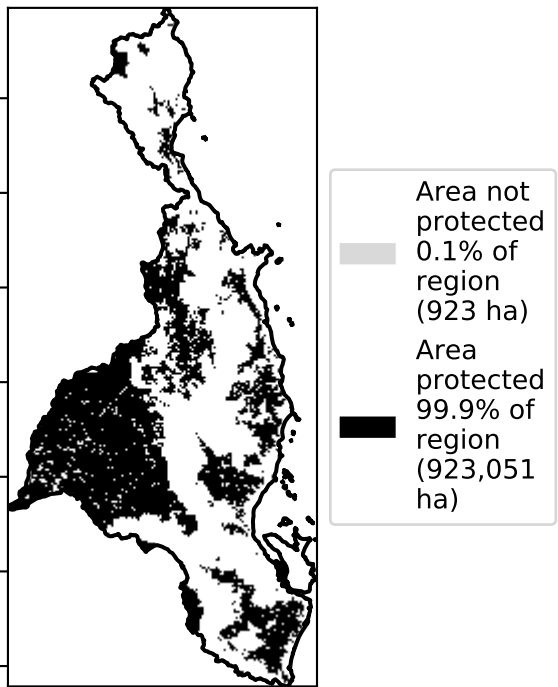 Area not
protected
0.1% of
region
(923 ha)
Area
protected
99.9% of
region
(923,051
ha)